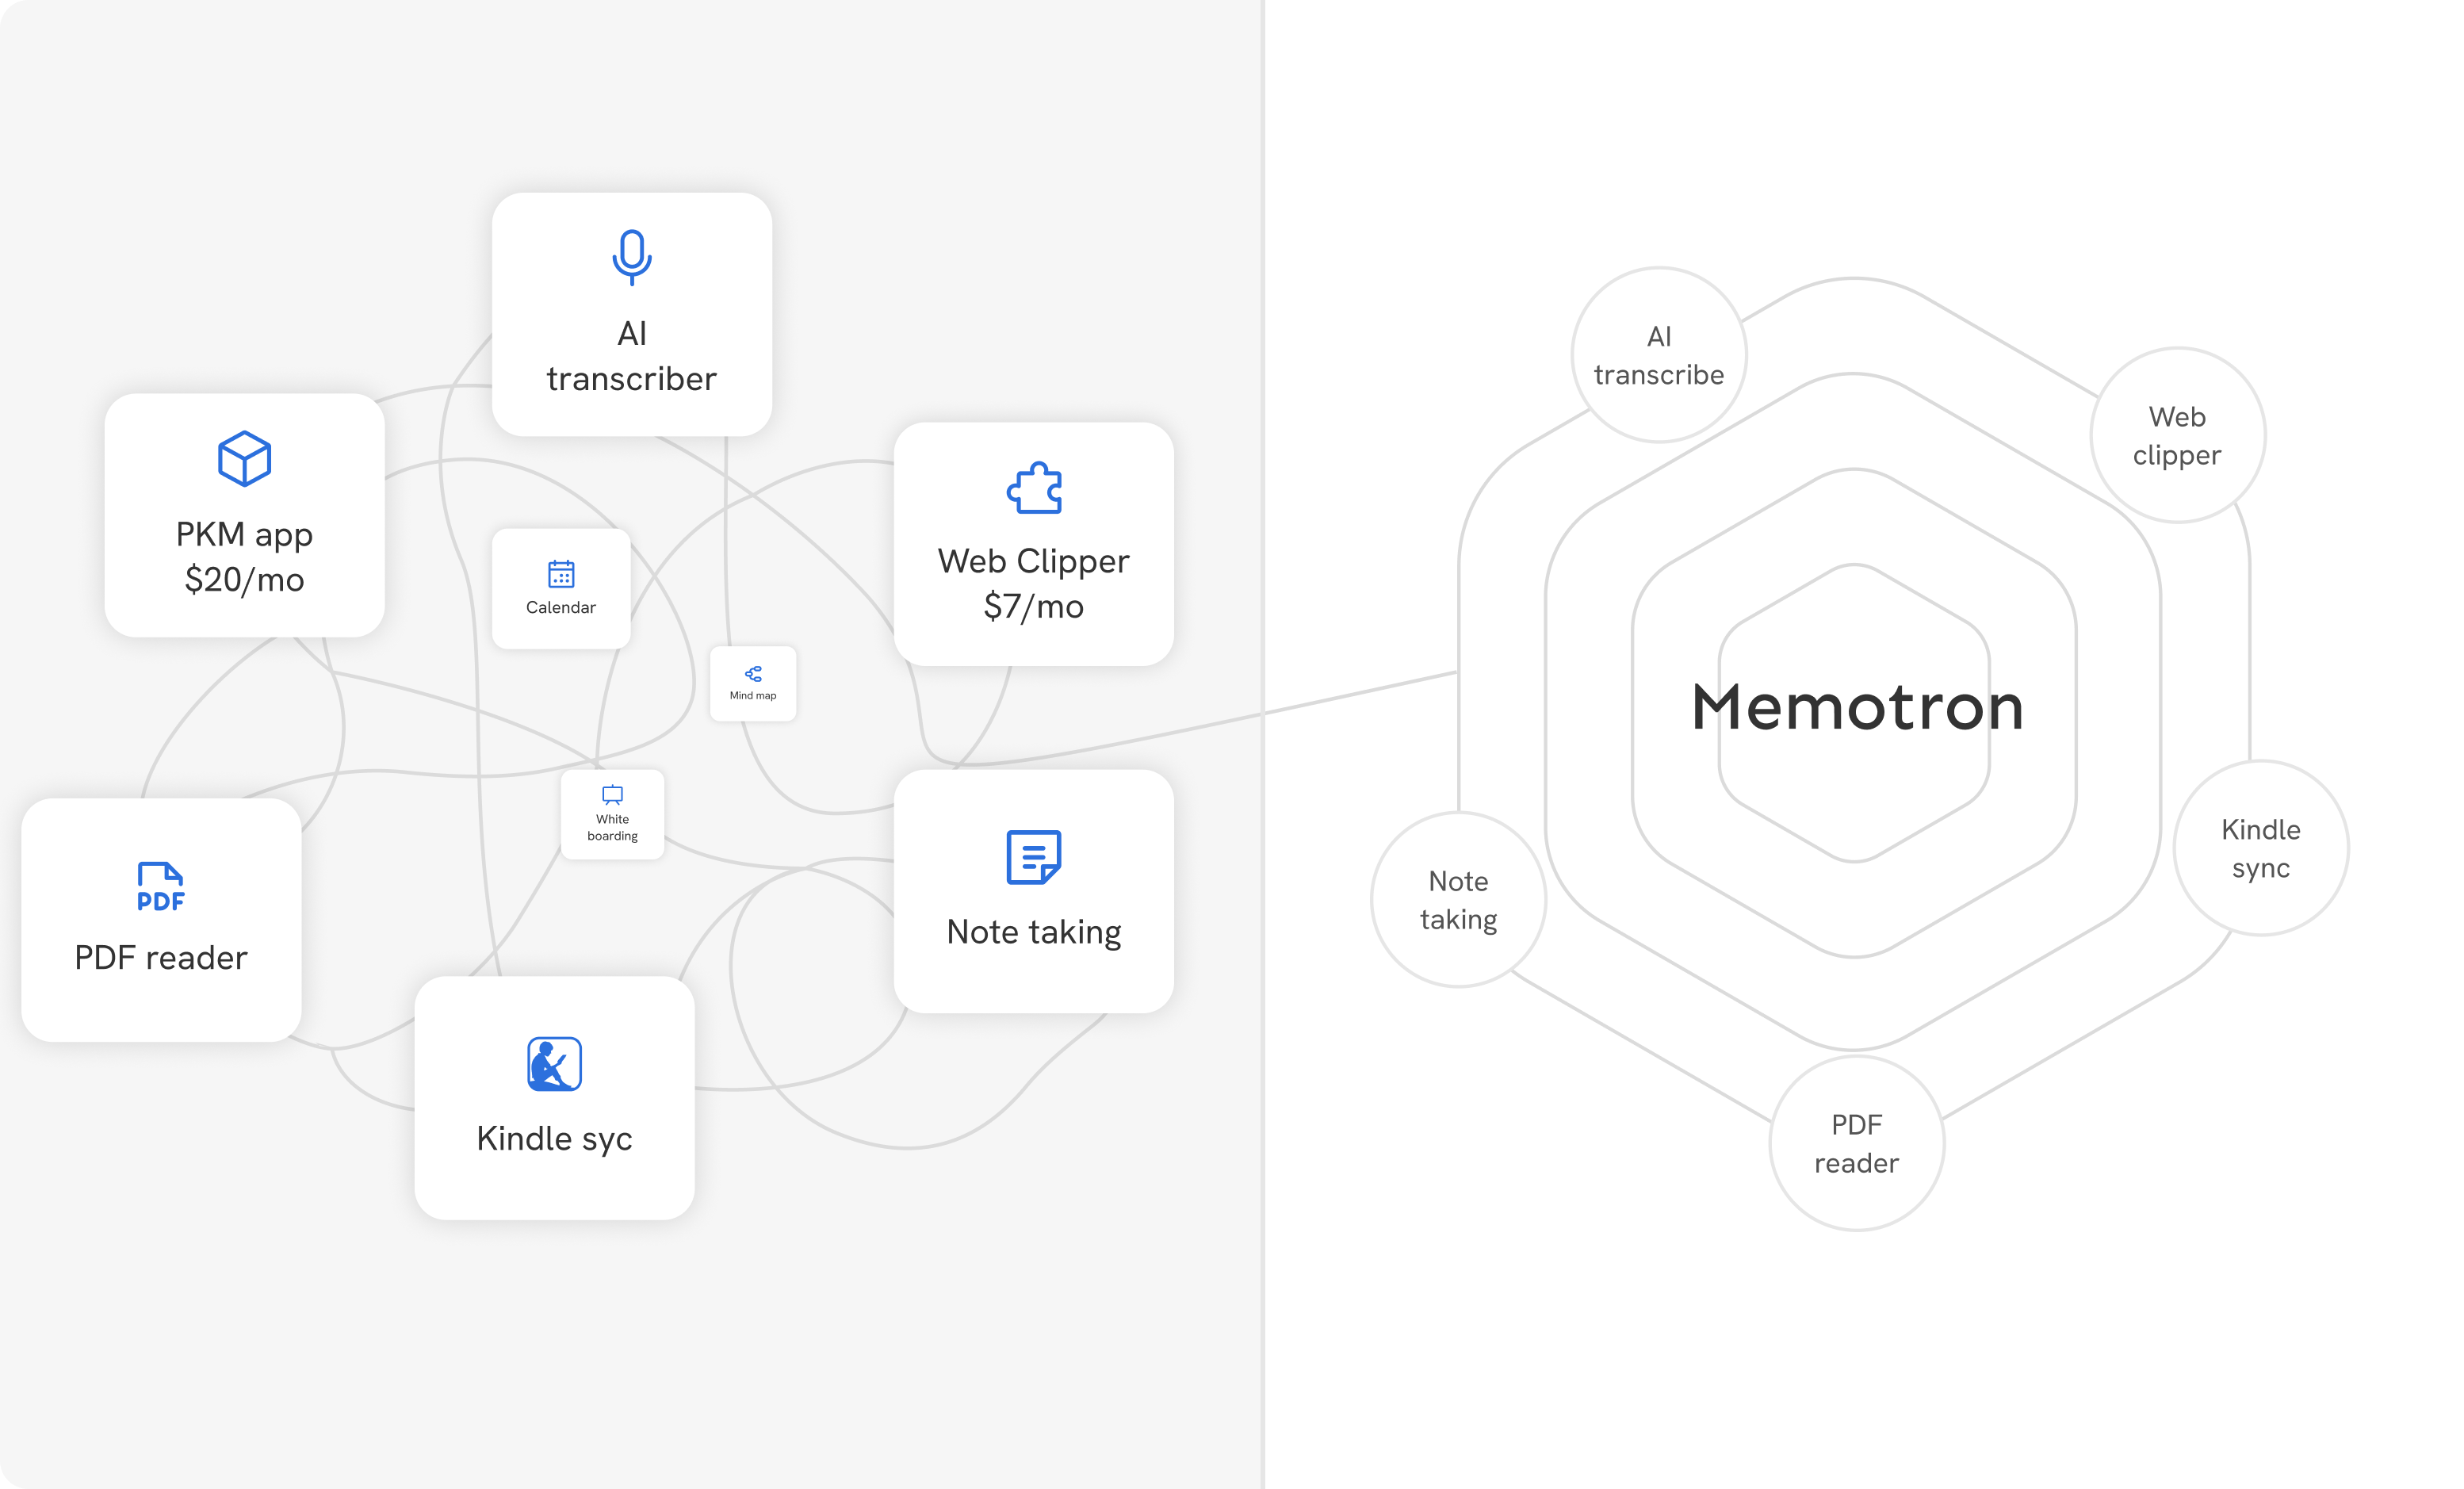 AI
transcriber
PKM app
$20/mo
Web Clipper
$7/mo
Calendar
Mind map
White
boarding
PDF
PDF reader
Note taking
Kindle syc
AI
transcribe
Web
clipper
Memotron
Kindle
sync
Note
taking
PDF
reader